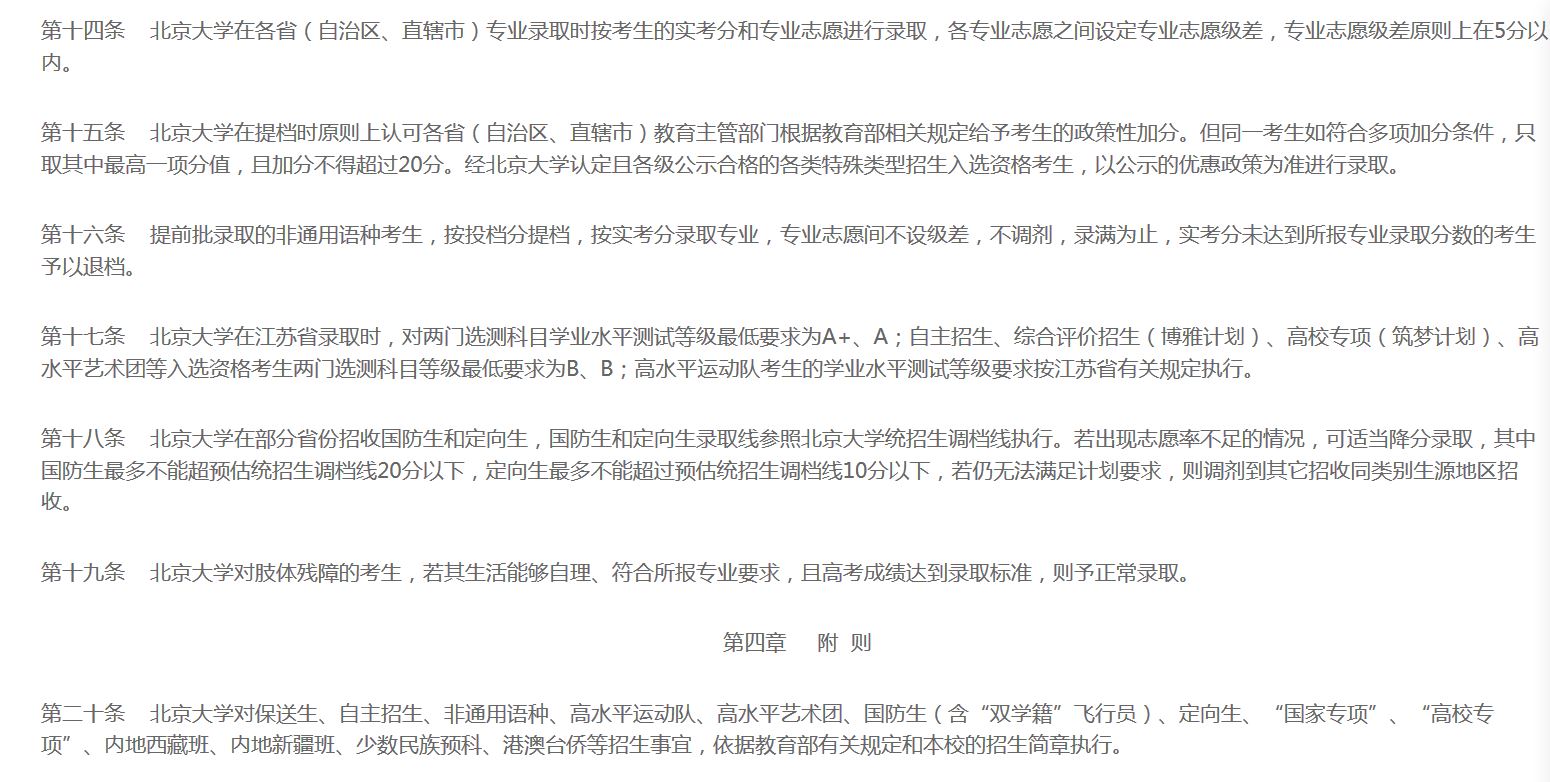 第十四条 北京大学在各省（自治区、直辖市）专业录取时按考生的实考分和专业志愿进行录取，各专业志愿之间设定专业志愿级差，专业志愿级差原则上在5分以
内。
第十五条 北京大学在提档时原则上认可各省（自治区、直辖市）教育主管部门根据教育部相关规定给予考生的政策性加分。但同一考生如符合多项加分条件，只
取其中最高一项分值，且加分不得超过20分。经北京大学认定且各级公示合格的各类特殊类型招生入选资格考生，以公示的优惠政策为准进行录取。
第十六条 提前批录取的非通用语种考生，按投档分提档，按实考分录取专业，专业志愿间不设级差，不调剂，录满为止，实考分未达到所报专业录取分数的考生
予以退档。
第十七条 北京大学在江苏省录取时，对两门选测科目学业水平测试等级最低要求为A+、A；自主招生、综合评价招生（博雅计划）、高校专项（筑梦计划）、高
水平艺术团等入选资格考生两门选测科目等级最低要求为B、B；高水平运动队考生的学业水平测试等级要求按江苏省有关规定执行。
第十八条 北京大学在部分省份招收国防生和定向生，国防生和定向生录取线参照北京大学统招生调档线执行。若出现志愿率不足的情况，可适当降分录取，其中
国防生最多不能超预估统招生调档线20分以下，定向生最多不能超过预估统招生调档线10分以下，若仍无法满足计划要求，则调剂到其它招收同类别生源地区招
收。
第十九条 北京大学对肢体残障的考生，若其生活能够自理、符合所报专业要求，且高考成绩达到录取标准，则予正常录取。
第四章 附 则
第二十条 北京大学对保送生、自主招生、非通用语种、高水平运动队、高水平艺术团、国防生（含“双学籍”飞行员）、定向生、“国家专项”、“高校专
项”、内地西藏班、内地新疆班、少数民族预科、港澳台侨等招生事宜，依据教育部有关规定和本校的招生简章执行。